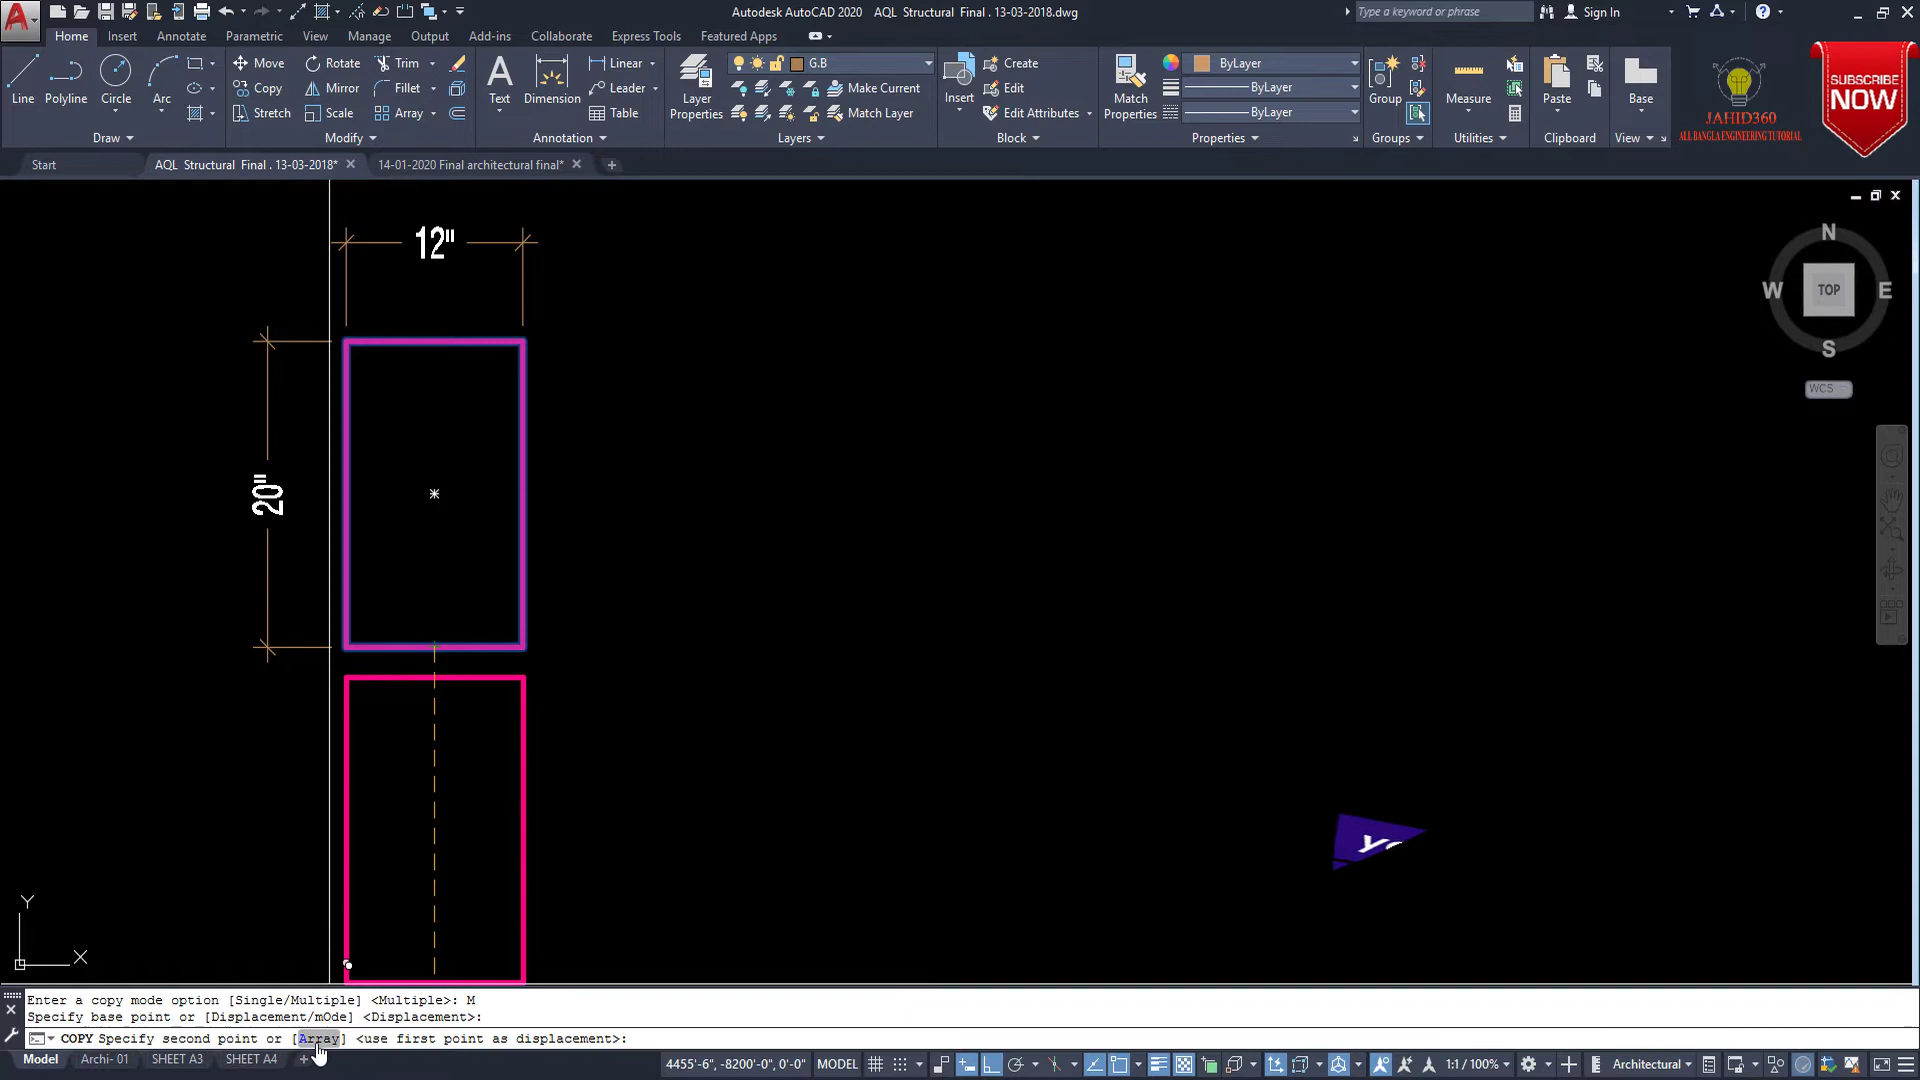 Autodesk AutoCAD 2020 AQL Structural Final . 13-03-2018.dwg
Type a keyword or phrase
Sign In
Home Insert Annotate Parametric View Manage Output Add-ins Collaborate Express Tools Featured Apps
Line Polyline Circle Arc
Move Rotate Trim
Copy Mirror Fillet
Stretch Scale Array
Text Dimension
Linear
Leader
Table
Layer Properties
G.B
Make Current
Match Layer
Insert
Create
Edit
Edit Attributes
Match Properties
ByLayer
ByLayer
ByLayer
Group Measure Paste Base
Draw Modify Annotation Layers Block Properties Groups Utilities Clipboard View
JAHID360
ALL BANGLA ENGINEERING TUTORIAL
SUBSCRIBE
NOW
Start AQL Structural Final . 13-03-2018* 14-01-2020 Final architectural final*
12"
20"
N
W TOP E
S
WCS
Y
X
Enter a copy mode option [Single/Multiple] <Multiple>: M
Specify base point or [Displacement/mOde] <Displacement>:
COPY Specify second point or [Array] <use first point as displacement>:
Model Archi- 01 SHEET A3 SHEET A4
4455'-6", -8200'-0", 0'-0" MODEL 1:1 / 100% Architectural